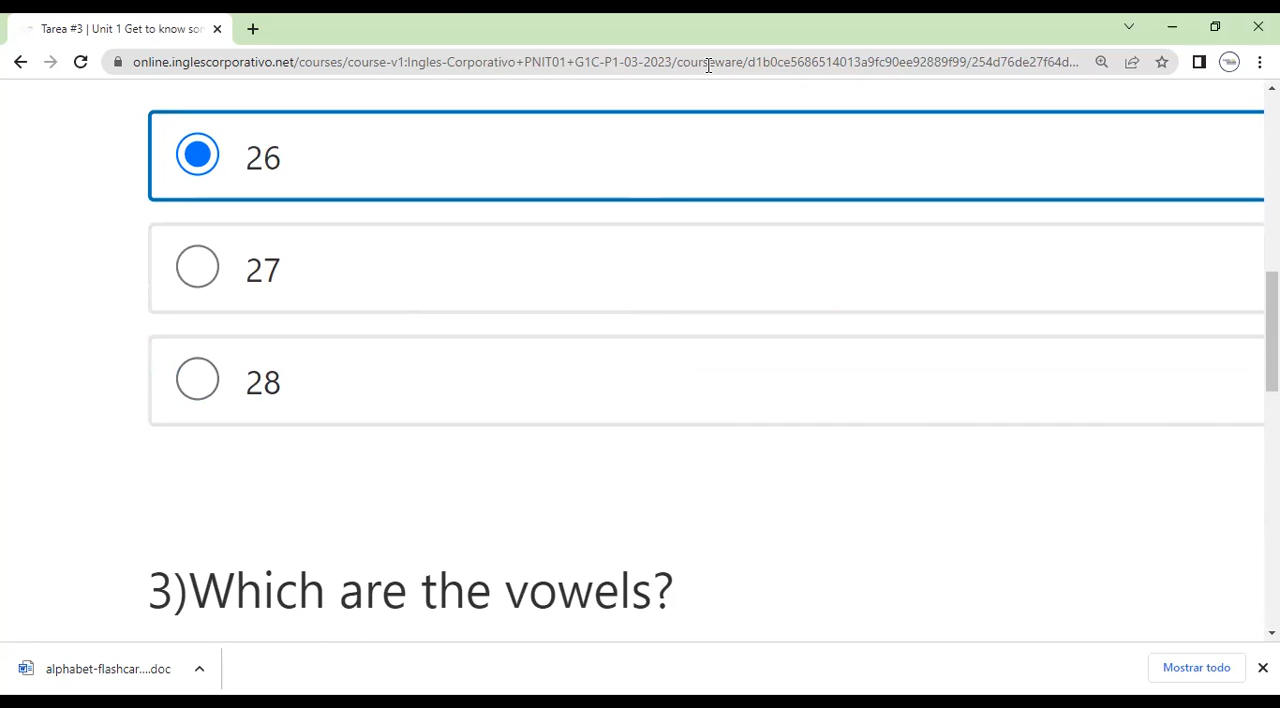 Tarea #3 | Unit 1 Get to know sor
online.inglescorporativo.net/courses/course-v1:Ingles-Corporativo+PNIT01+G1C-P1-03-2023/courseware/d1b0ce5686514013a9fc90ee92889f99/254d76de27f64d...
26
27
28
3)Which are the vowels?
alphabet-flashcar....doc
Mostrar todo